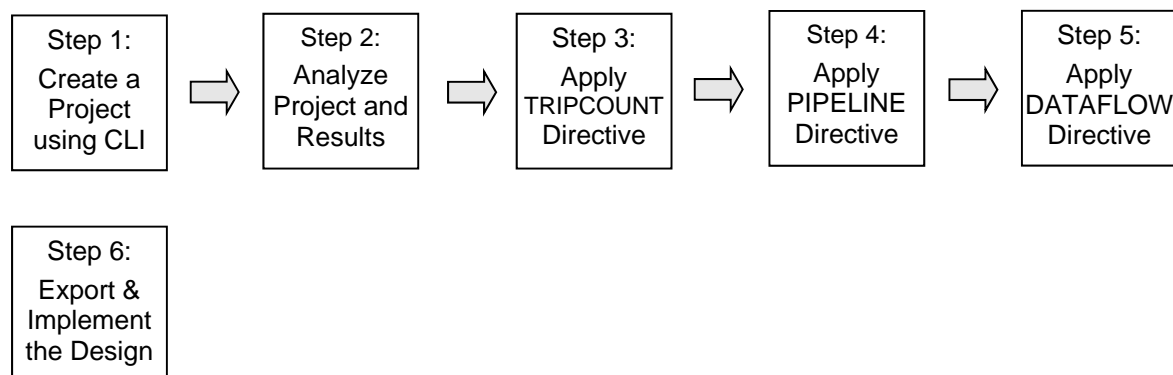 Step 1:
Create a
Project
using CLI
Step 2:
Analyze
Project and
Results
Step 3:
Apply
TRIPCOUNT
Directive
Step 4:
Apply
PIPELINE
Directive
Step 5:
Apply
DATAFLOW
Directive
Step 6:
Export &
Implement
the Design